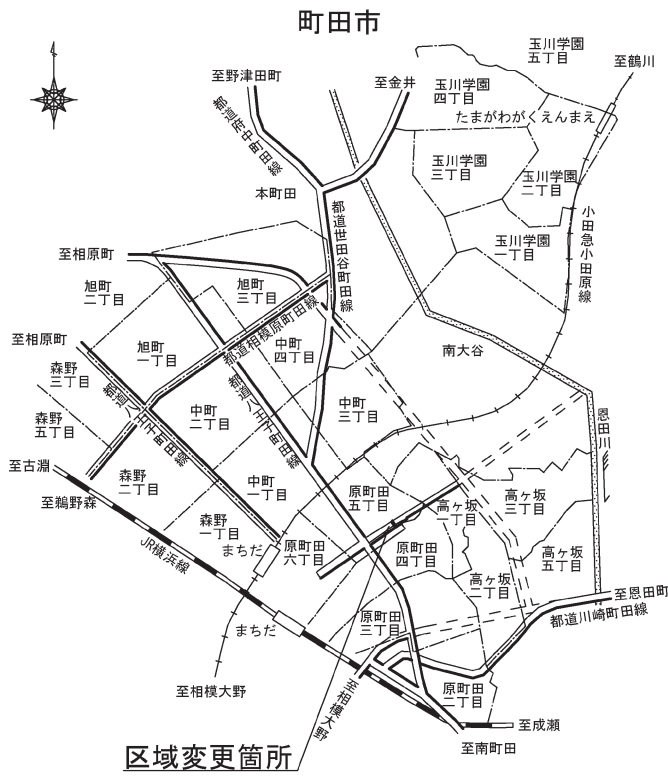 町田市
玉川学園
五丁目
至鶴川
至野津田町
至金井
玉川学園
四丁目
都道府中町田線
たまがわがくえんまえ
玉川学園
三丁目
玉川学園
二丁目
本町田
都道世田谷町田線
小田急小田原線
玉川学園
一丁目
至相原町
旭町
二丁目
旭町
三丁目
都道相模原町田線
至相原町
旭町
一丁目
中町
四丁目
南大谷
森野
三丁目
都道八王子町田線
都道八王子町田線
中町
二丁目
中町
三丁目
恩田川
森野
五丁目
至古淵
森野
二丁目
中町
一丁目
原町田
五丁目
高ヶ坂
一丁目
高ヶ坂
三丁目
至鵜野森
森野
一丁目
JR横浜線
まちだ
原町田
六丁目
原町田
四丁目
高ヶ坂
五丁目
高ヶ坂
二丁目
至恩田町
都道川崎町田線
まちだ
原町田
三丁目
至相模大野
至相模大野
原町田
二丁目
至成瀬
至南町田
区域変更箇所